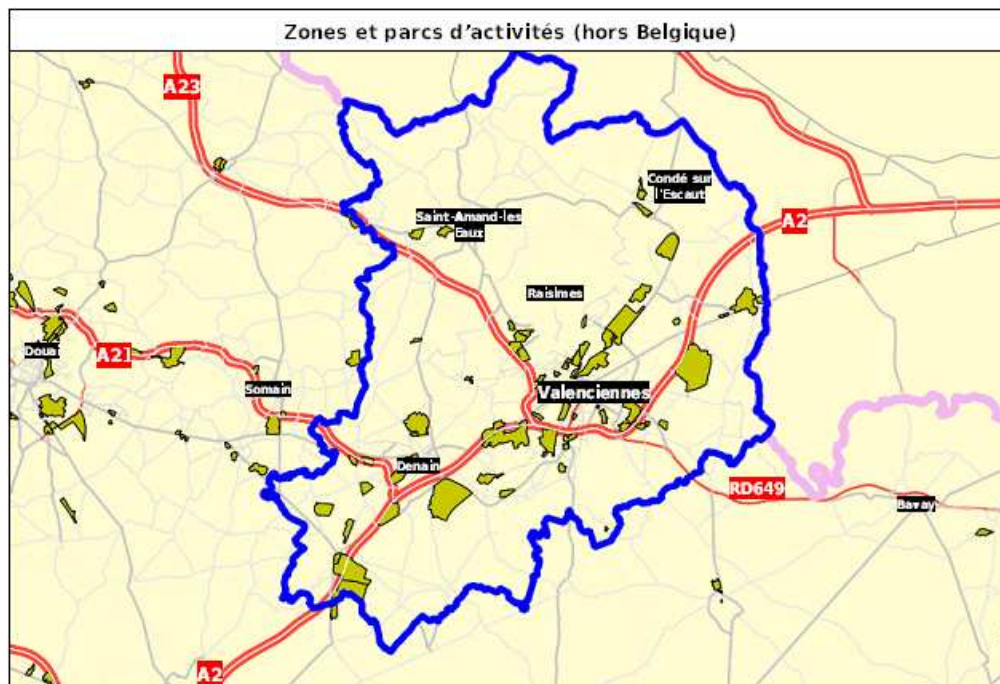 Zones et parcs d'activités (hors Belgique)
A23
Condé sur
l'Escaut
Saint-Amand-les
Eaux
A2
Raismes
Douai
A21
Somain
Valenciennes
Denain
RD649
Bavay
A2